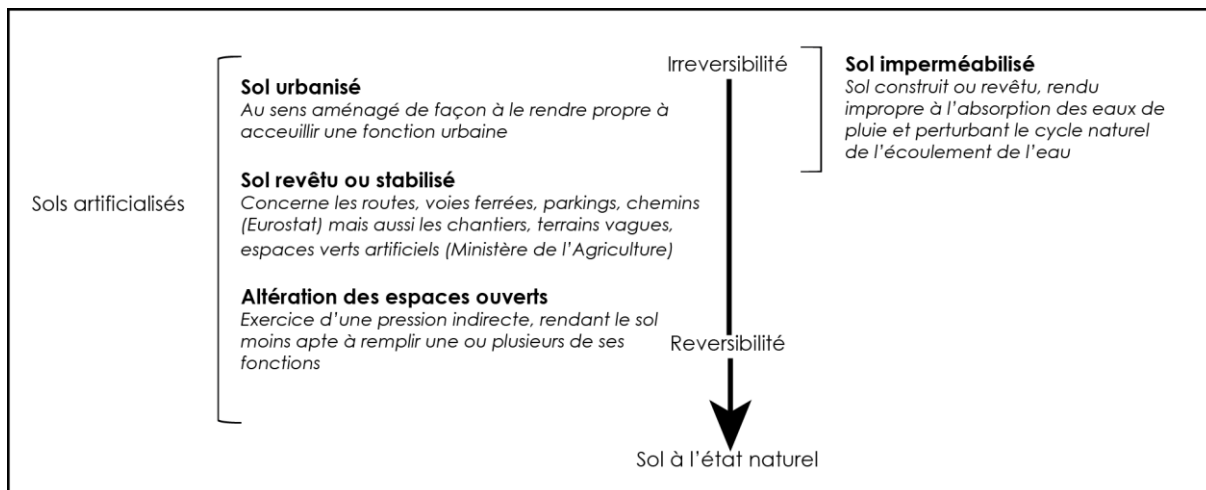 Sols artificialisés
Sol urbanisé
Au sens aménagé de façon à le rendre propre à
acceuillir une fonction urbaine
Sol revêtu ou stabilisé
Concerne les routes, voies ferrées, parkings, chemins
(Eurostat) mais aussi les chantiers, terrains vagues,
espaces verts artificiels (Ministère de l'Agriculture)
Altération des espaces ouverts
Exercice d'une pression indirecte, rendant le sol
moins apte à remplir une ou plusieurs de ses
fonctions
Irreversibilité
Reversibilité
Sol à l'état naturel
Sol imperméabilisé
Sol construit ou revêtu, rendu
impropre à l'absorption des eaux de
pluie et perturbant le cycle naturel
de l'écoulement de l'eau